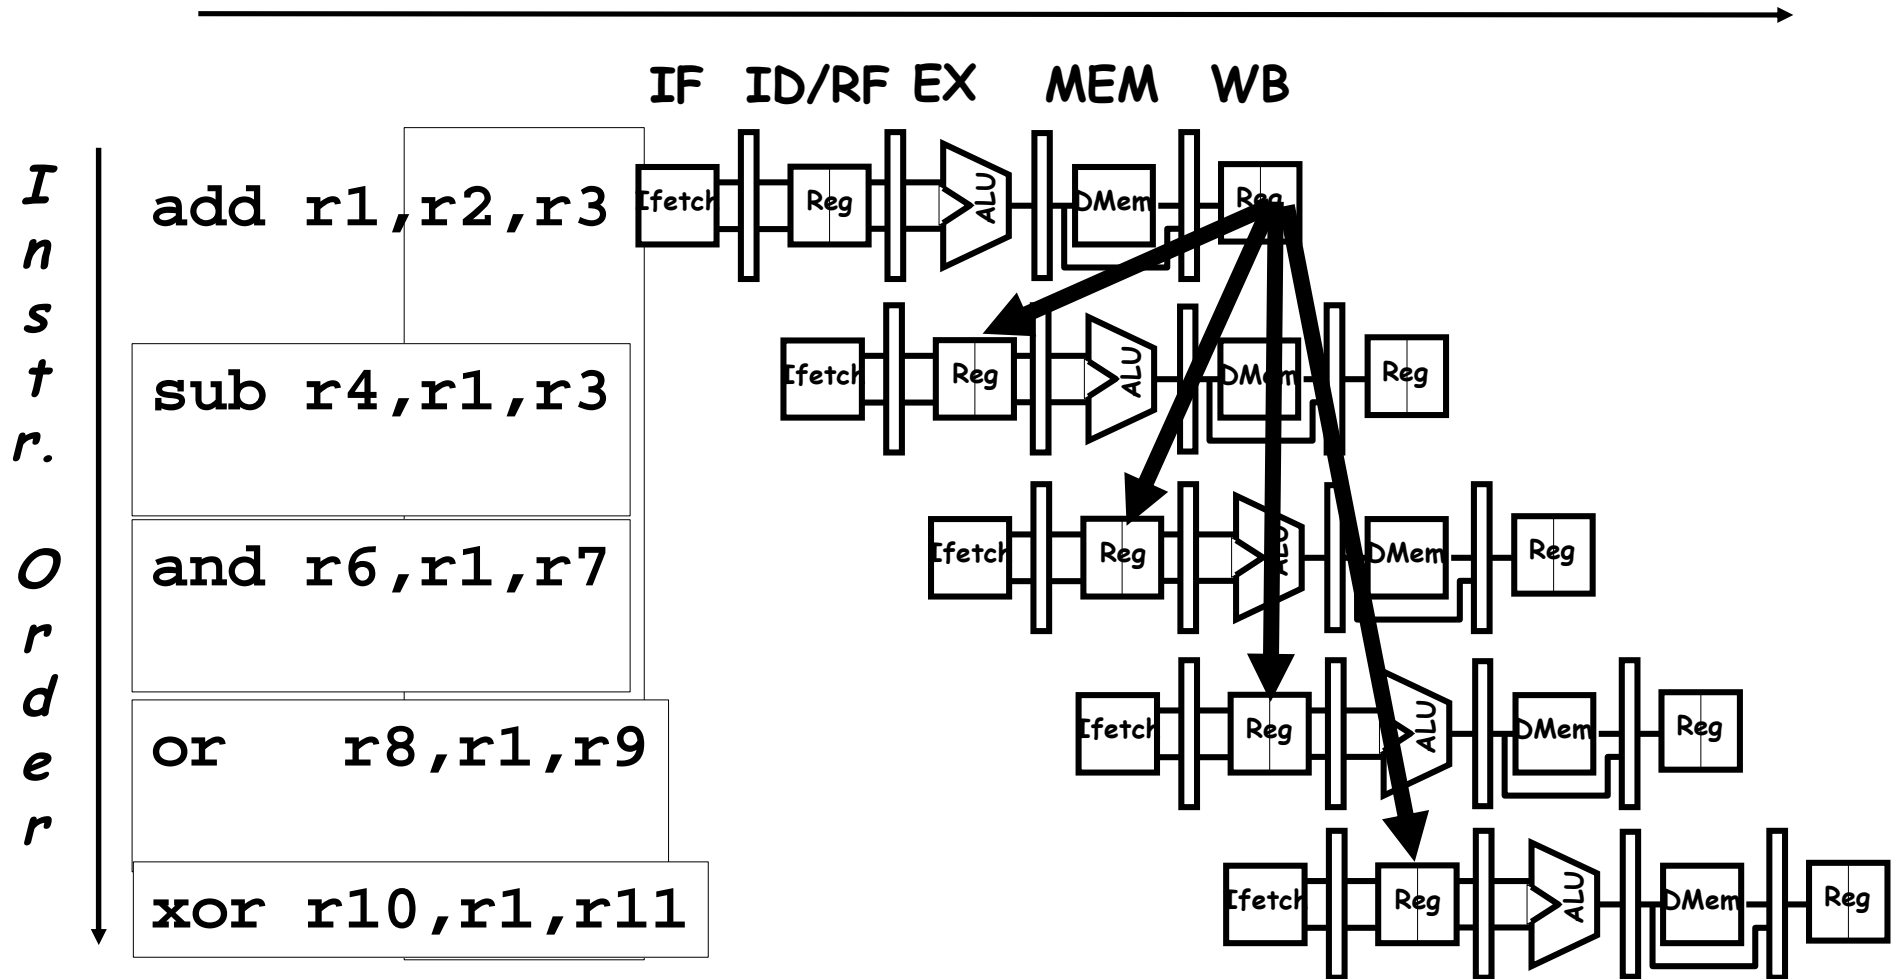 IF ID/RF EX MEM WB
Instr. Order
add r1,r2,r3
Ifetch Reg ALU DMem Reg
sub r4,r1,r3
Ifetch Reg ALU DMem Reg
and r6,r1,r7
Ifetch Reg ALU DMem Reg
or r8,r1,r9
Ifetch Reg ALU DMem Reg
xor r10,r1,r11
Ifetch Reg ALU DMem Reg